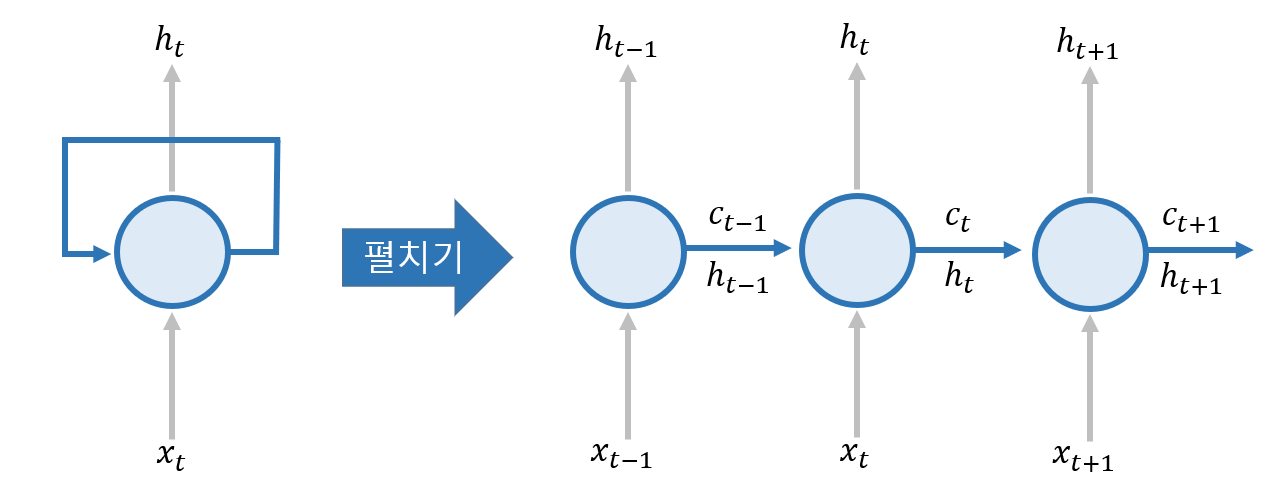 h_t
x_t
펼치기
h_{t-1}
h_t
h_{t+1}
c_{t-1}
c_t
c_{t+1}
h_{t-1}
h_t
h_{t+1}
x_{t-1}
x_t
x_{t+1}